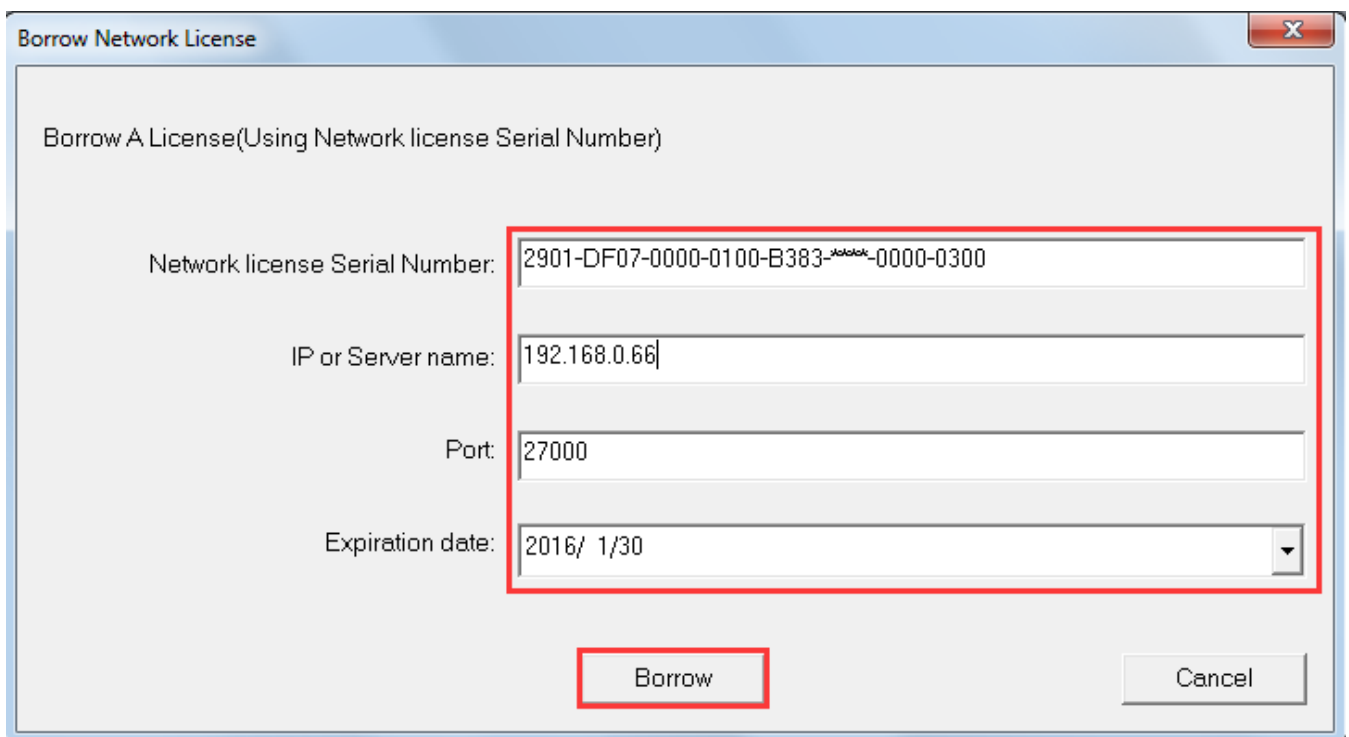 Borrow Network License
Borrow A License(Using Network license Serial Number)
Network license Serial Number: 2901-DF07-0000-0100-B383-****-0000-0300
IP or Server name: 192.168.0.66
Port: 27000
Expiration date: 2016/ 1/30
Borrow Cancel